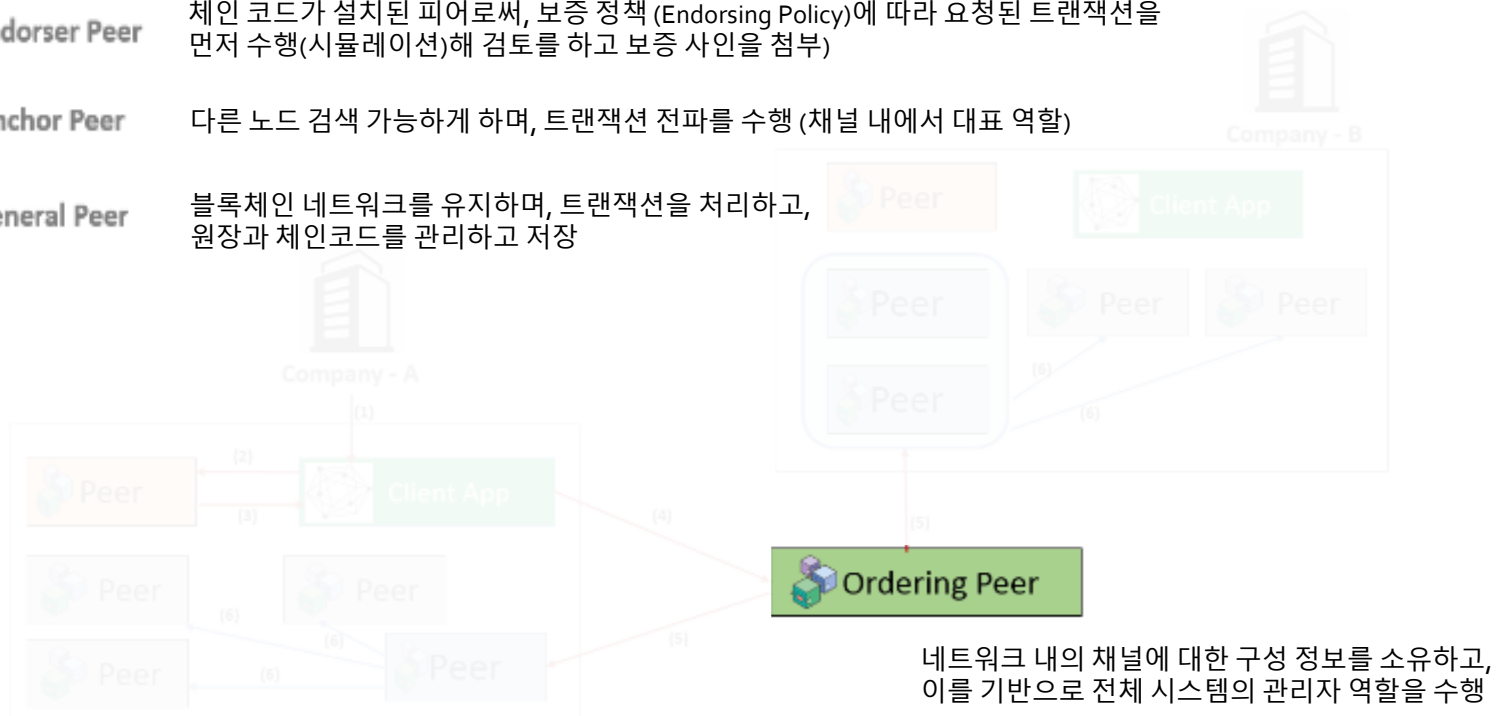 dorser Peer
체인 코드가 설치된 피어로써, 보증 정책 (Endorsing Policy)에 따라 요청된 트랜잭션을
먼저 수행(시뮬레이션)해 검토를 하고 보증 사인을 첨부)
nchor Peer
다른 노드 검색 가능하게 하며, 트랜잭션 전파를 수행 (채널 내에서 대표 역할)
Company - B
eneral Peer
블록체인 네트워크를 유지하며, 트랜잭션을 처리하고,
원장과 체인코드를 관리하고 저장
Peer
Client App
Peer
Peer
Peer
Peer
(6)
(6)
Company - A
(1)
(2)
Peer
Client App
(3)
(4)
(5)
Ordering Peer
Peer
Peer
(6)
(6)
(5)
Peer
(6)
Peer
네트워크 내의 채널에 대한 구성 정보를 소유하고,
이를 기반으로 전체 시스템의 관리자 역할을 수행